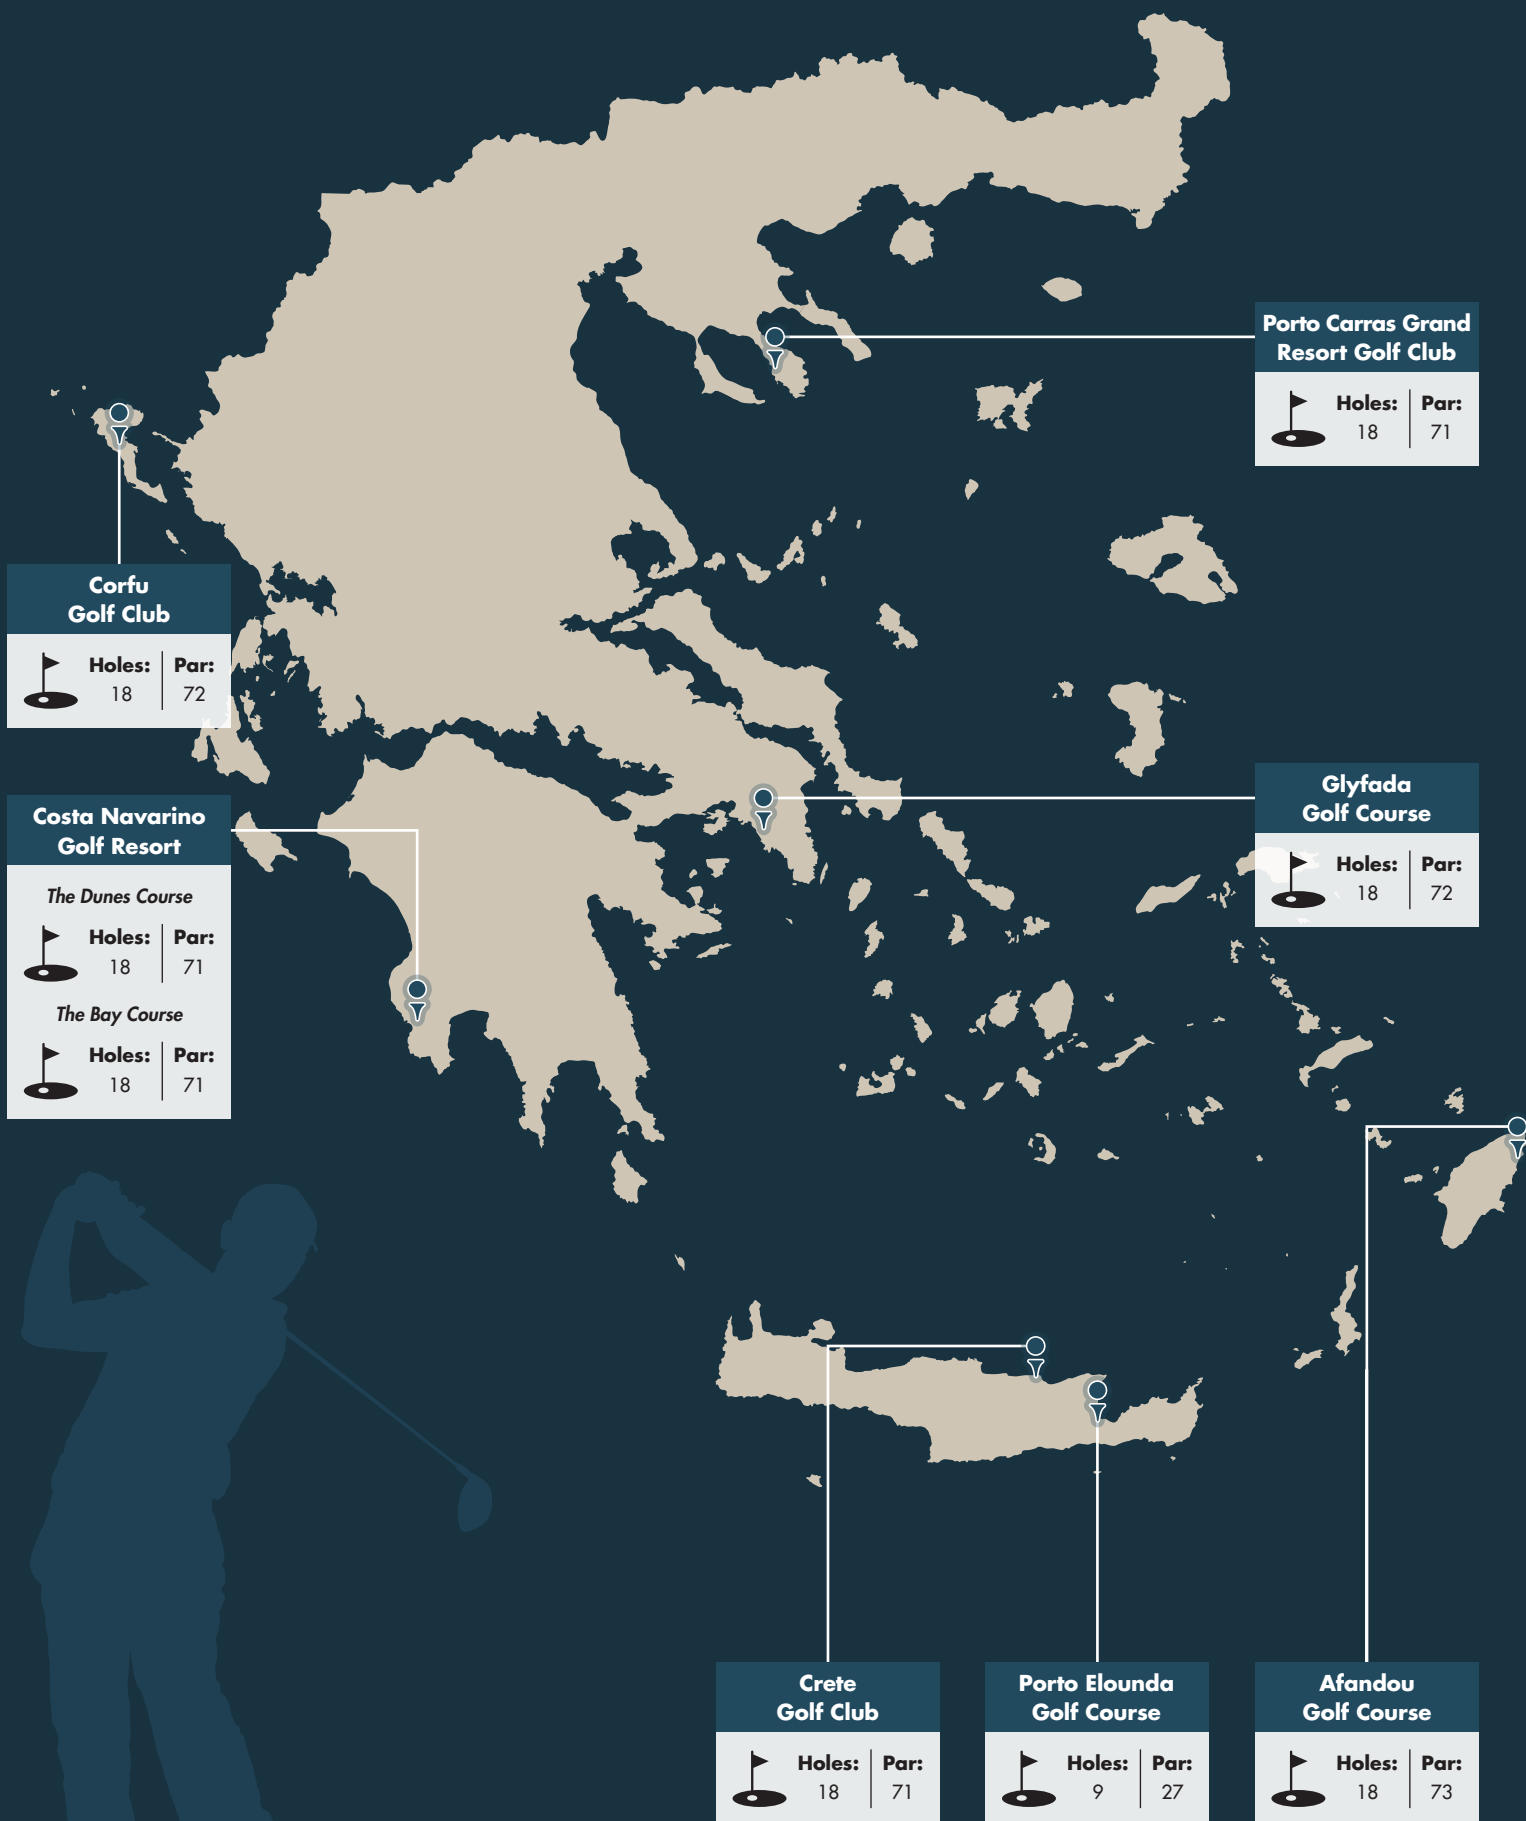 Porto Carras Grand
Resort Golf Club
Holes: Par:
18 71
Corfu
Golf Club
Holes: Par:
18 72
Glyfada
Golf Course
Holes: Par:
18 72
Costa Navarino
Golf Resort
The Dunes Course
Holes: Par:
18 71
The Bay Course
Holes: Par:
18 71
Crete
Golf Club
Holes: Par:
18 71
Porto Elounda
Golf Course
Holes: Par:
9 27
Afandou
Golf Course
Holes: Par:
18 73